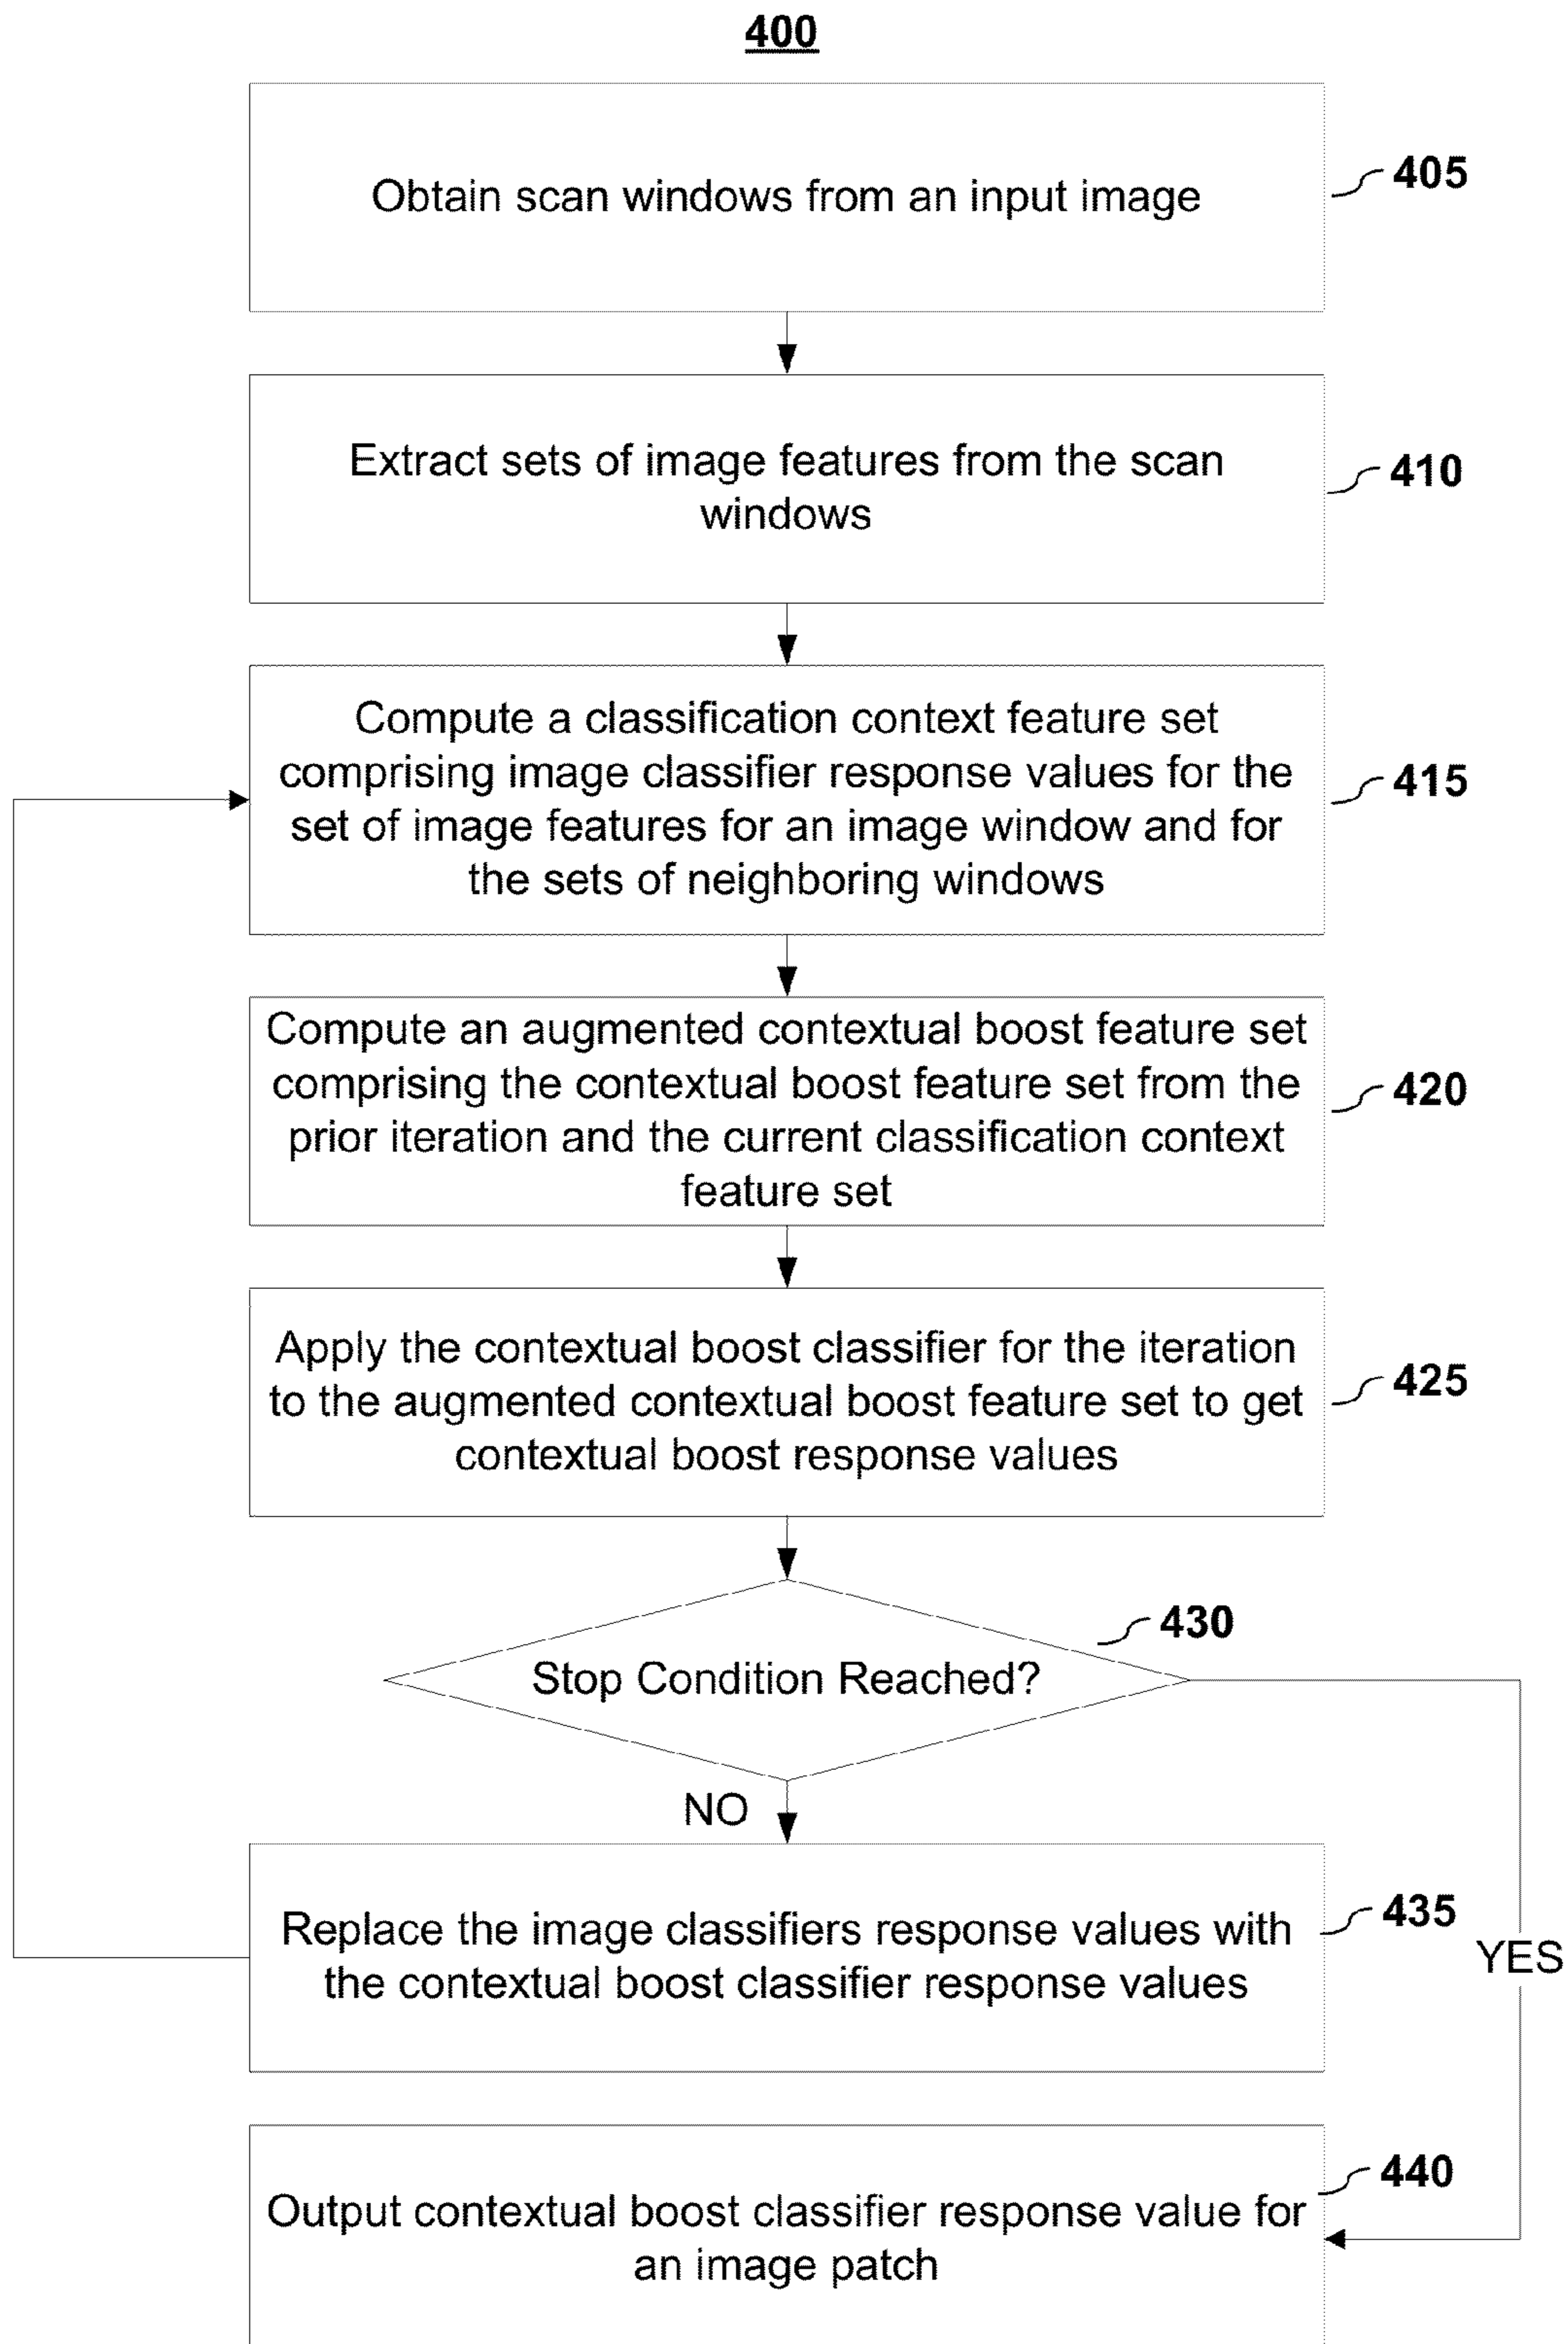 400
Obtain scan windows from an input image
405
Extract sets of image features from the scan
windows
410
Compute a classification context feature set
comprising image classifier response values for the
set of image features for an image window and for
the sets of neighboring windows
415
Compute an augmented contextual boost feature set
comprising the contextual boost feature set from the
prior iteration and the current classification context
feature set
420
Apply the contextual boost classifier for the iteration
to the augmented contextual boost feature set to get
contextual boost response values
425
Stop Condition Reached?
430
NO
Replace the image classifiers response values with
the contextual boost classifier response values
435
YES
Output contextual boost classifier response value for
an image patch
440